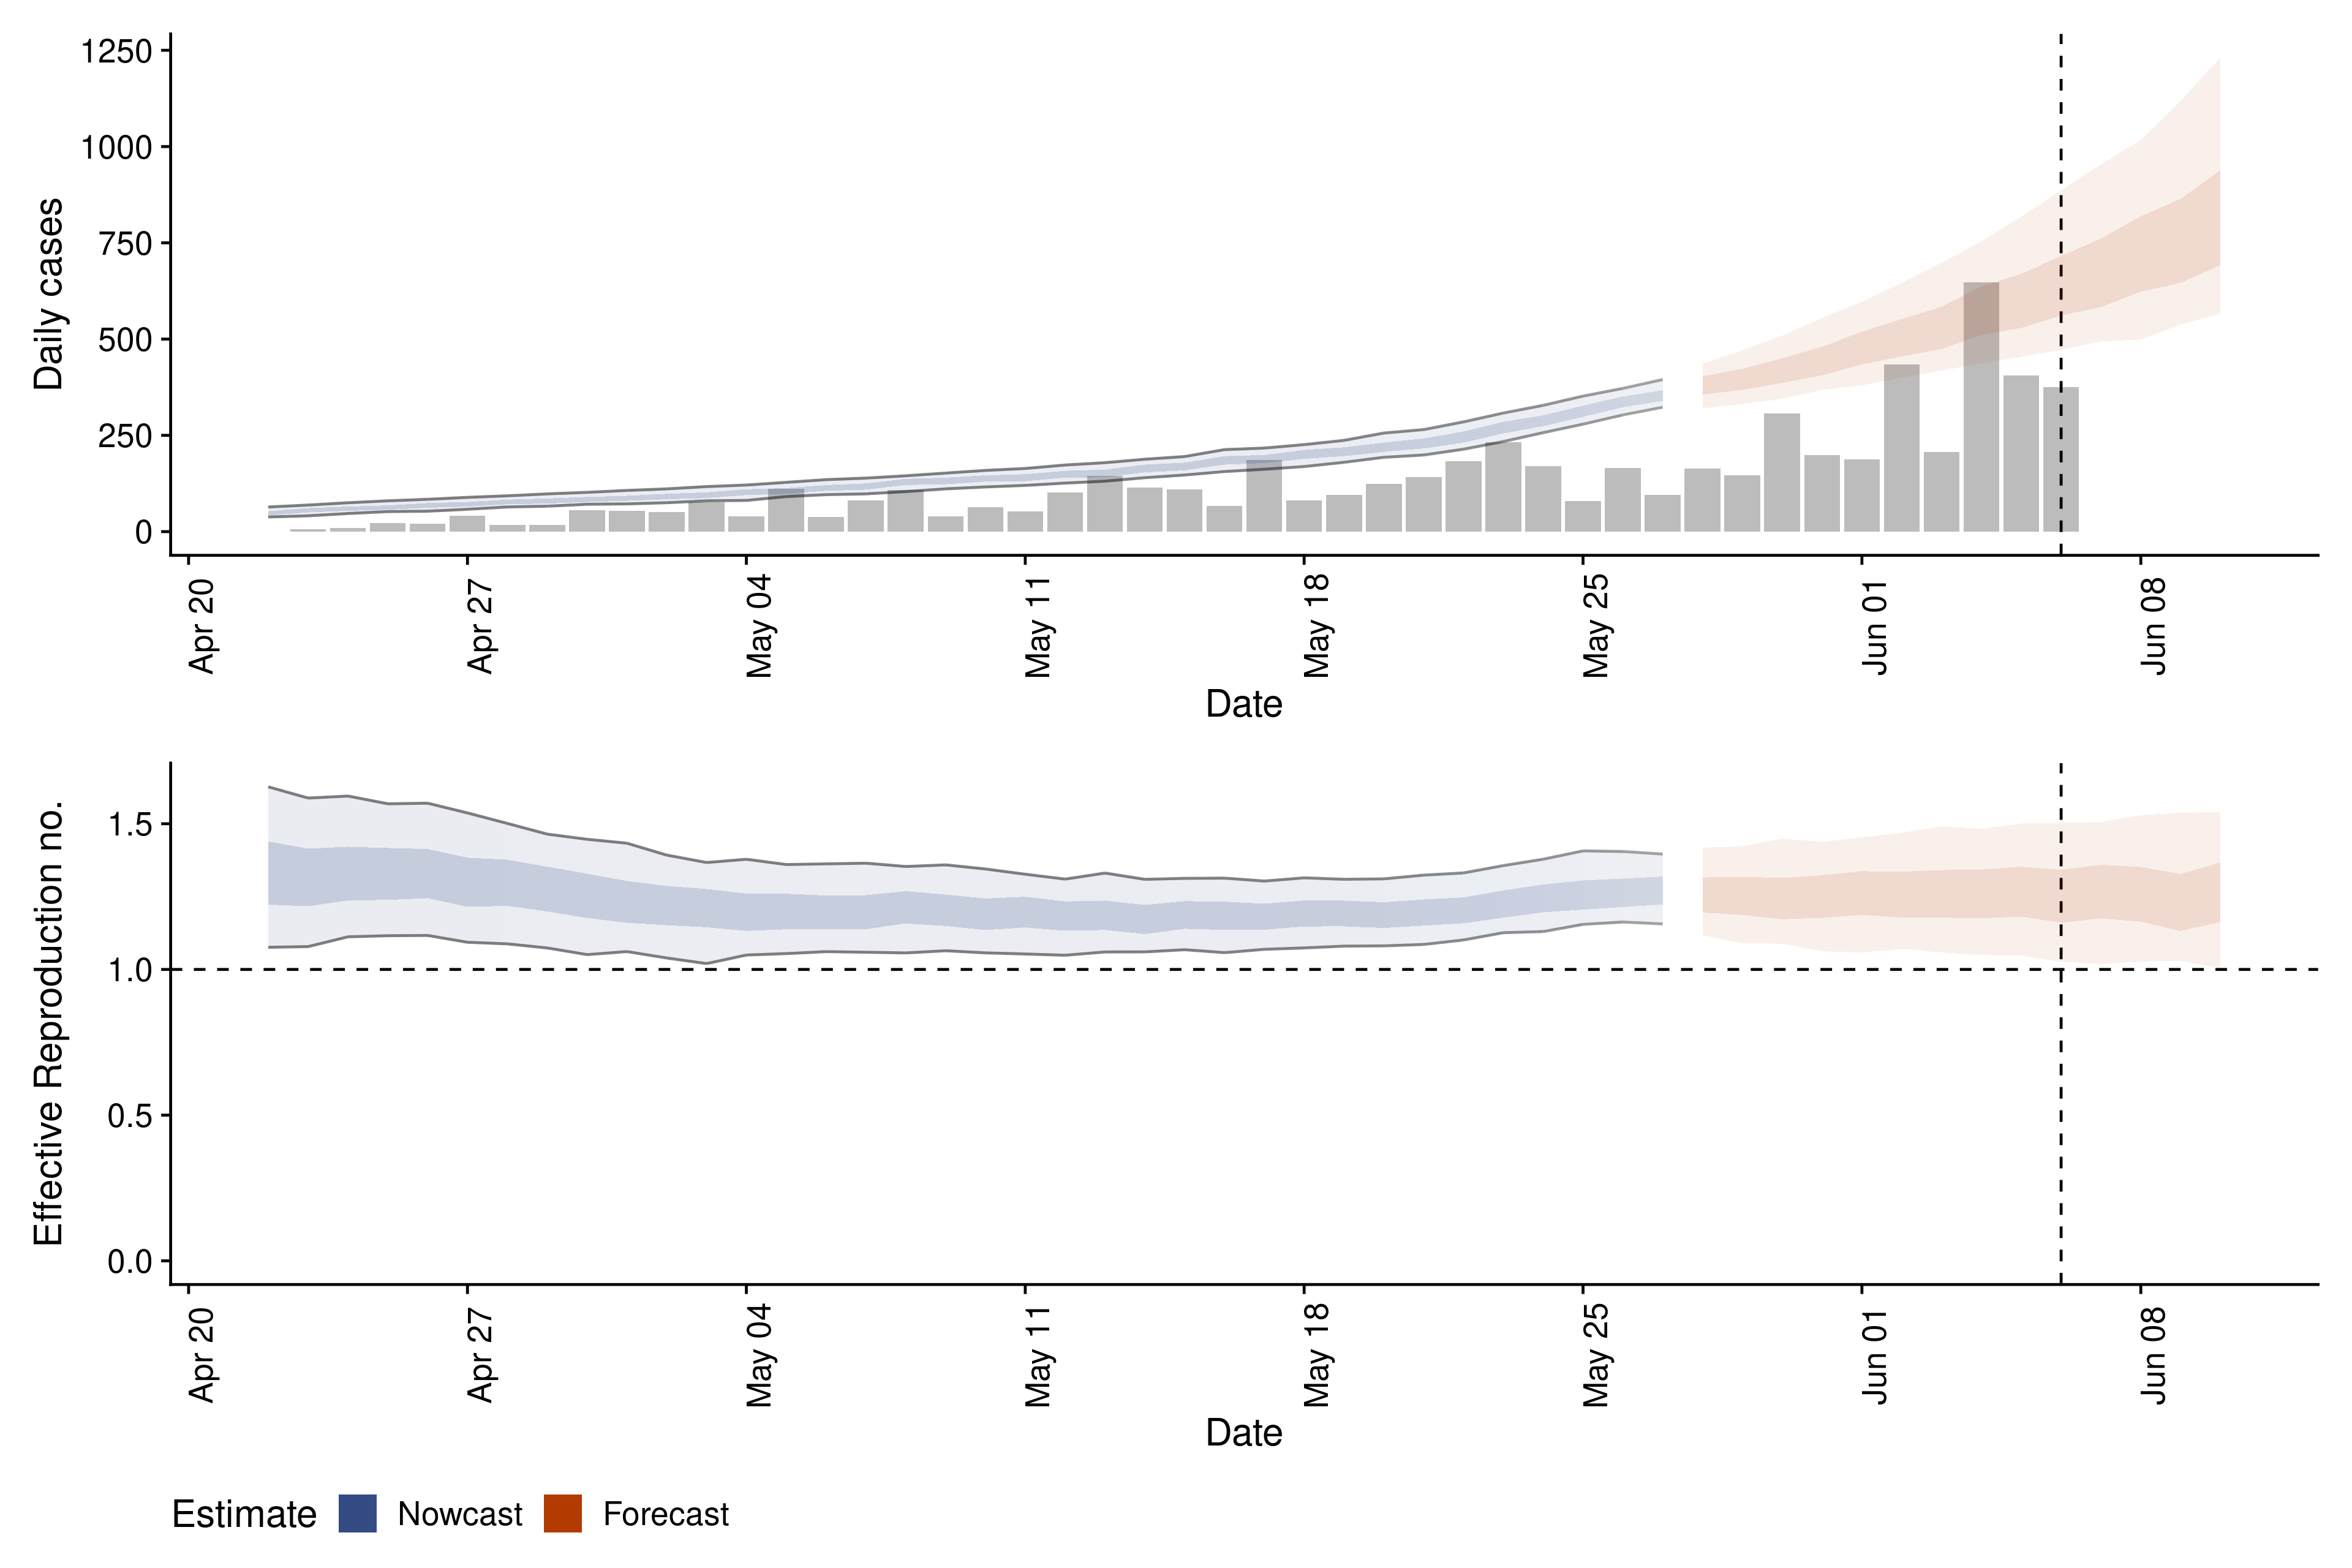 Daily cases
1250
1000
750
500
250
0
Apr 20
Apr 27
May 04
May 11
May 18
May 25
Jun 01
Jun 08
Date
Effective Reproduction no.
1.5
1.0
0.5
0.0
Apr 20
Apr 27
May 04
May 11
May 18
May 25
Jun 01
Jun 08
Date
Estimate Nowcast Forecast